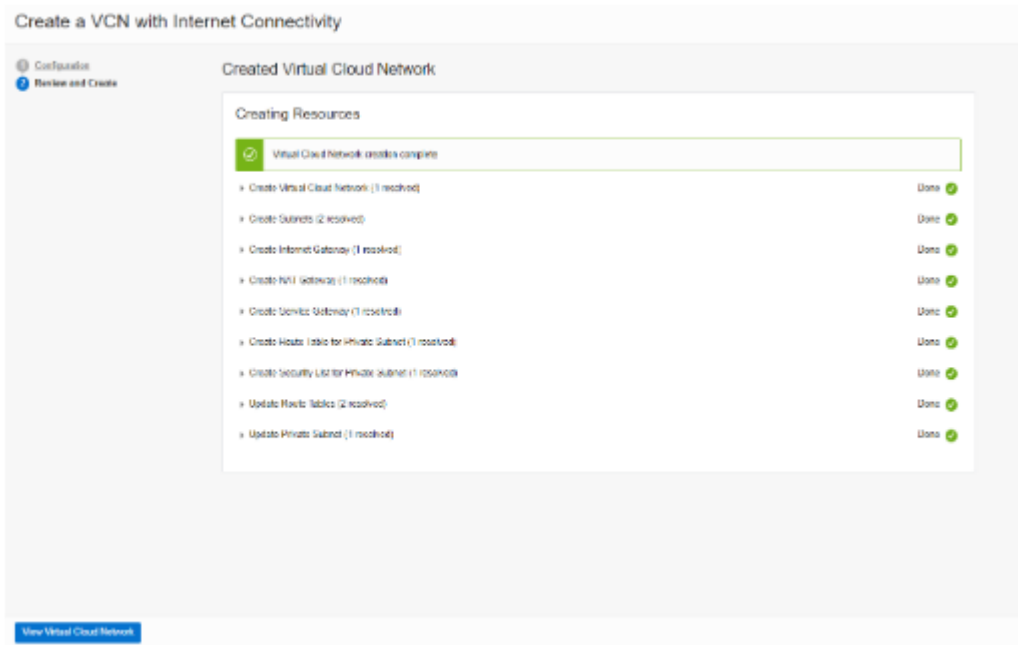 Create a VCN with Internet Connectivity
1 Configuration
2 Review and Create
Created Virtual Cloud Network
Creating Resources
Virtual Cloud Network creation complete
Create Virtual Cloud Network (1 resolved) Done
Create Subnets (2 resolved) Done
Create Internet Gateway (1 resolved) Done
Create NAT Gateway (1 resolved) Done
Create Service Gateway (1 resolved) Done
Create Route Table for Private Subnet (1 resolved) Done
Create Security List for Private Subnet (1 resolved) Done
Update Route Tables (2 resolved) Done
Update Private Subnet (1 resolved) Done
View Virtual Cloud Network